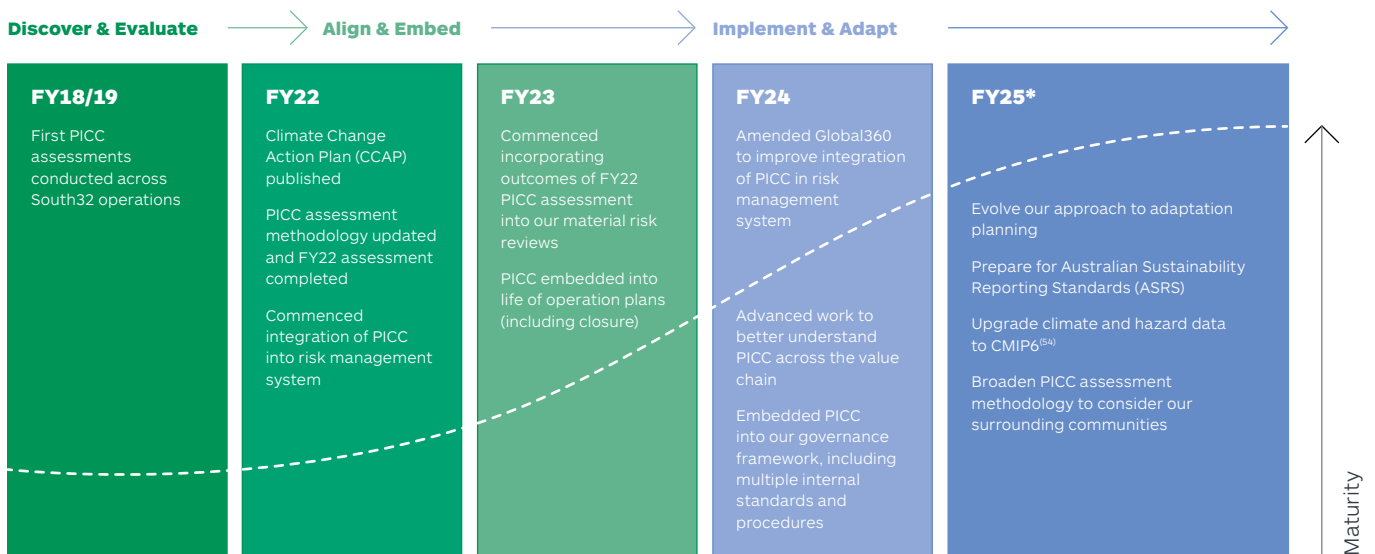 Discover & Evaluate
Align & Embed
Implement & Adapt
FY18/19
First PICC
assessments
conducted across
South32 operations
FY22
Climate Change
Action Plan (CCAP)
published
PICC assessment
methodology updated
and FY22 assessment
completed
Commenced
integration of PICC
into risk management
system
FY23
Commenced
incorporating
outcomes of FY22
PICC assessment
into our material risk
reviews
PICC embedded into
life of operation plans
(including closure)
FY24
Amended Global360
to improve integration
of PICC in risk
management
system
Advanced work to
better understand
PICC across the value
chain
Embedded PICC
into our governance
framework, including
multiple internal
standards and
procedures
FY25*
Evolve our approach to adaptation
planning
Prepare for Australian Sustainability
Reporting Standards (ASRS)
Upgrade climate and hazard data
to CMIP6(54)
Broaden PICC assessment
methodology to consider our
surrounding communities
Maturity